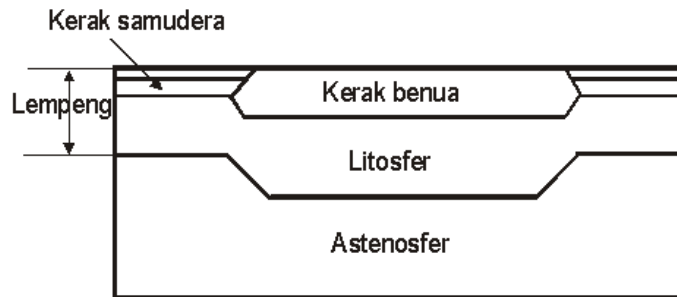 Kerak samudera
Kerak benua
Lempeng
Litosfer
Astenosfer